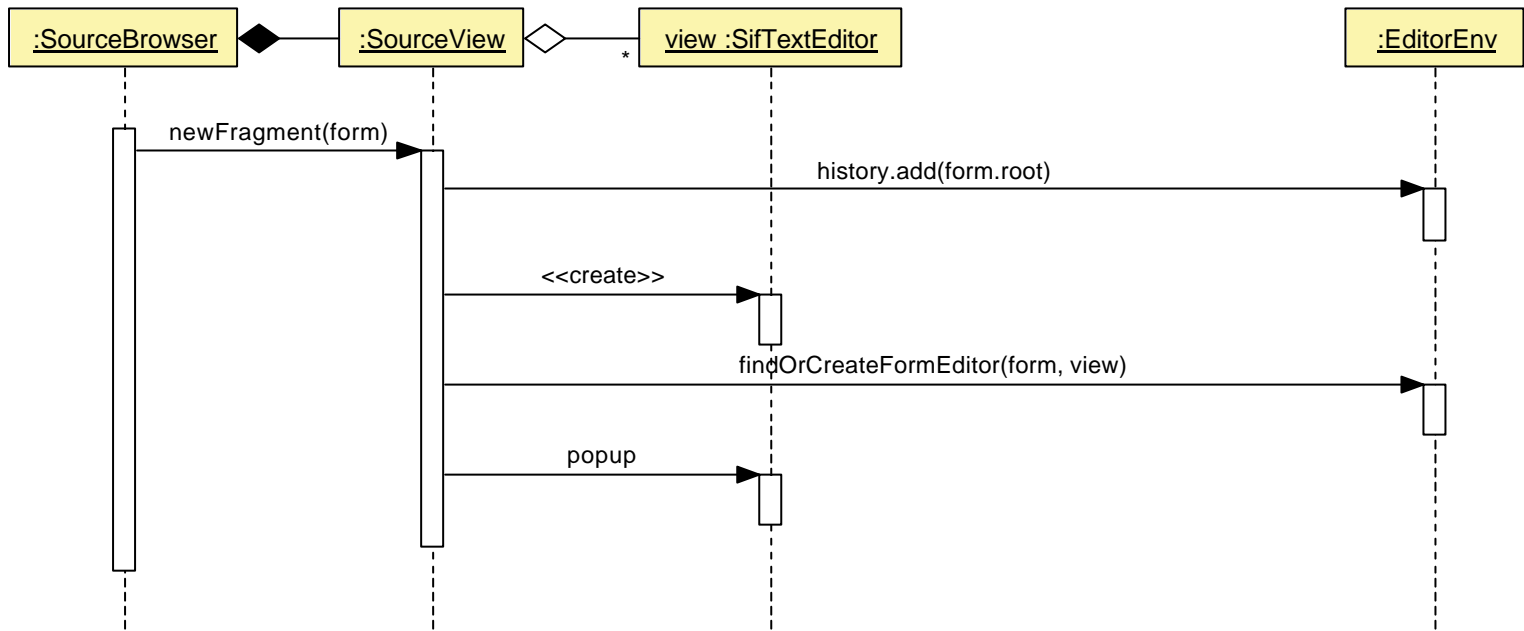 :SourceBrowser
:SourceView
*
view :SifTextEditor
:EditorEnv
newFragment(form)
history.add(form.root)
<<create>>
findOrCreateFormEditor(form, view)
popup